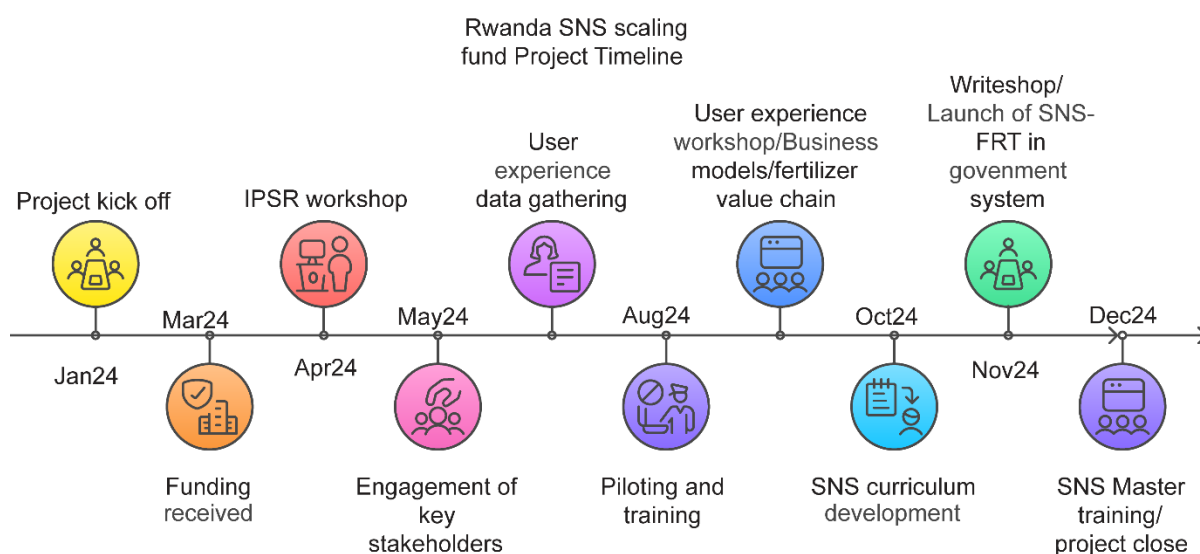 Rwanda SNS scaling
fund Project Timeline
Project kick off
Jan24
Mar24
Funding
received
IPSR workshop
Apr24
May24
Engagement of
key
stakeholders
User
experience
data gathering
Aug24
Piloting and
training
User experience
workshop/Business
models/fertilizer
value chain
Oct24
SNS curriculum
development
Writeshop/
Launch of SNS-
FRT in
govenment
system
Nov24
Dec24
SNS Master
training/
project close